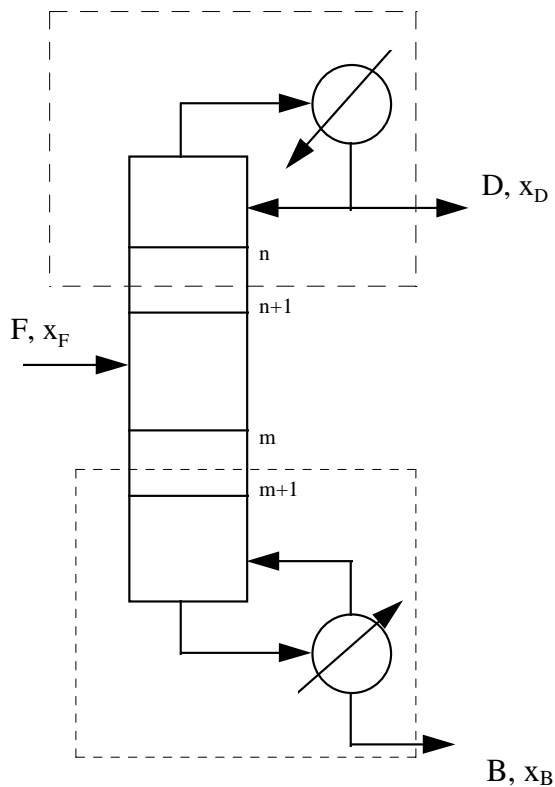 D, x_D
n
n+1
F, x_F
m
m+1
B, x_B